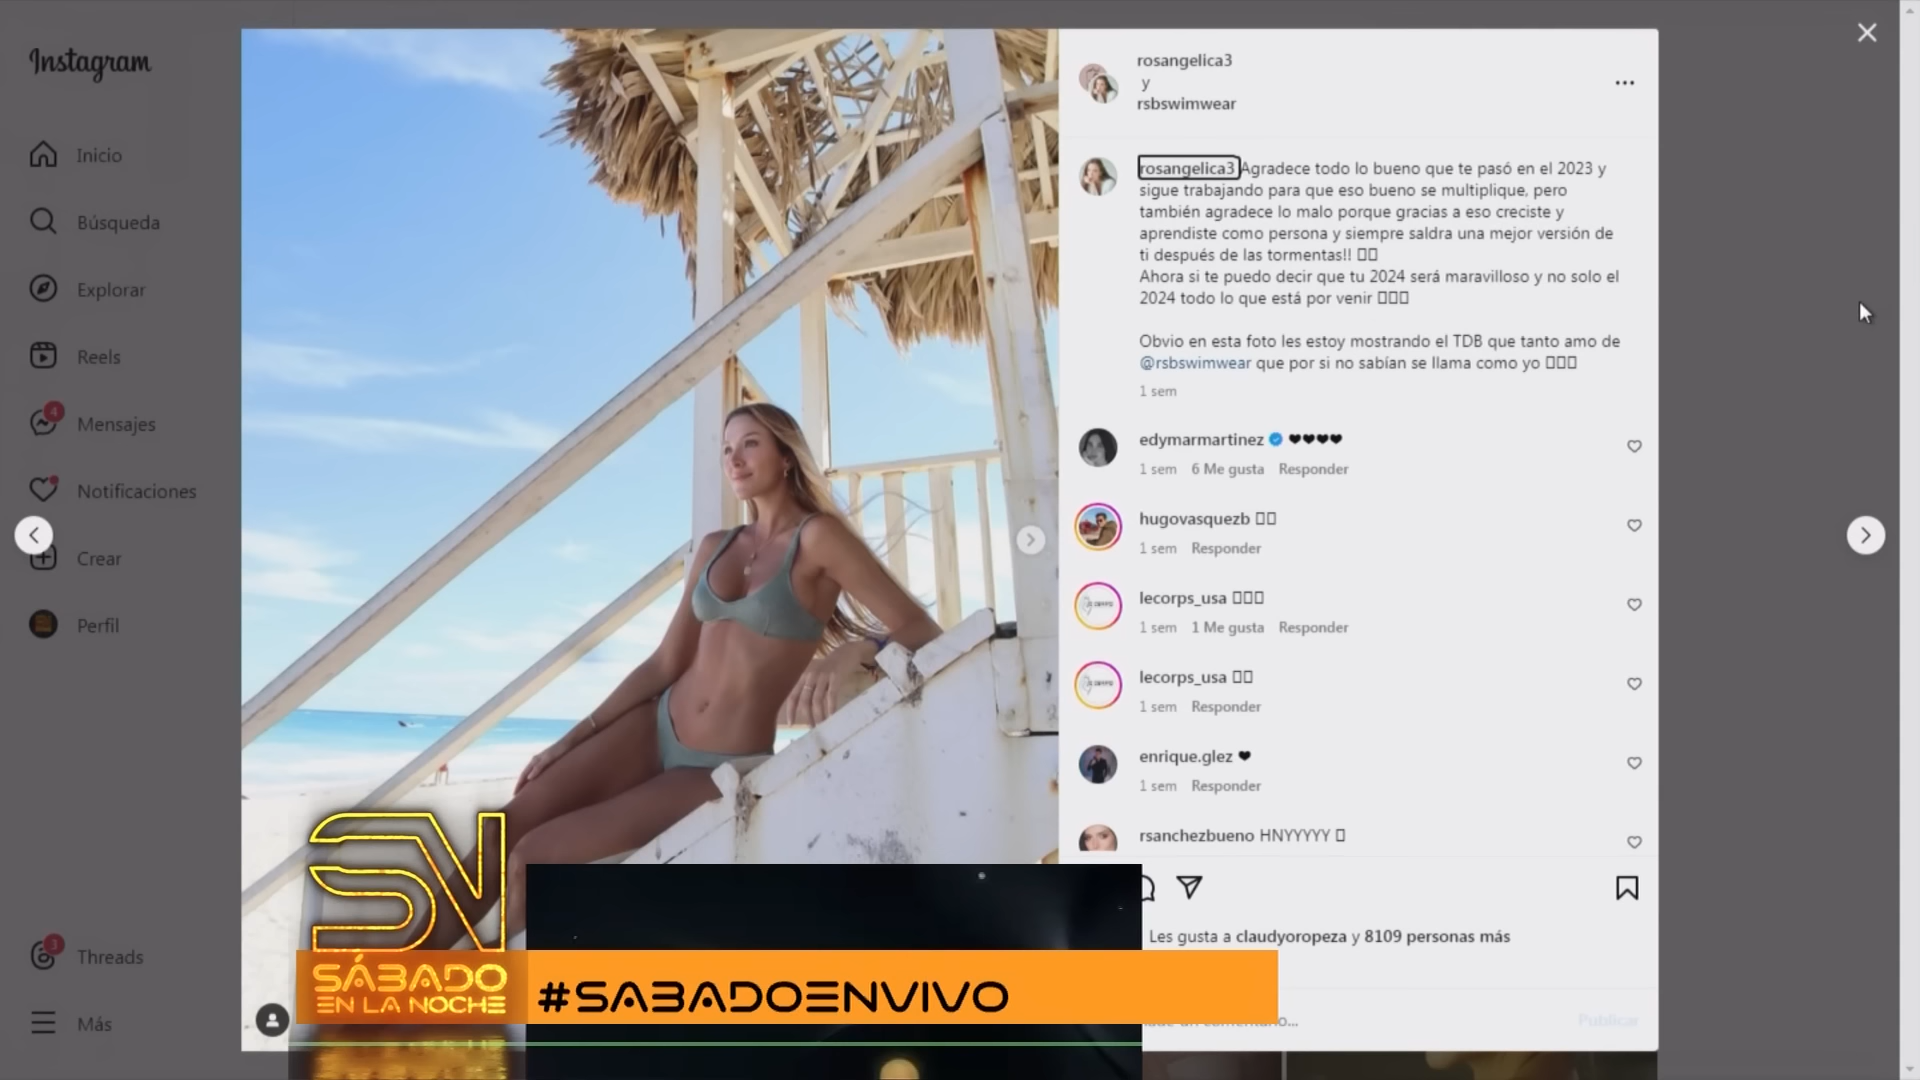 Instagram
Inicio
Búsqueda
Explorar
Reels
4
Mensajes
Notificaciones
Crear
Perfil
3
Threads
Más
rosangelica3
y
rsbswimwear
rosangelica3 Agradece todo lo bueno que te pasó en el 2023 y
sigue trabajando para que eso bueno se multiplique, pero
también agradece lo malo porque gracias a eso creciste y
aprendiste como persona y siempre saldra una mejor versión de
ti después de las tormentas!!
Ahora si te puedo decir que tu 2024 será maravilloso y no solo el
2024 todo lo que está por venir
Obvio en esta foto les estoy mostrando el TDB que tanto amo de
@rsbswimwear que por si no sabían se llama como yo
1 sem
edymarmartinez
1 sem 6 Me gusta Responder
hugovasquezb
1 sem Responder
lecorps_usa
1 sem 1 Me gusta Responder
lecorps_usa
1 sem Responder
enrique.glez
1 sem Responder
rsanchezbueno HNYYYYY
Les gusta a claudyoropeza y 8109 personas más
Publicar
SN
SÁBADO
EN LA NOCHE
#SABADOENVIVO